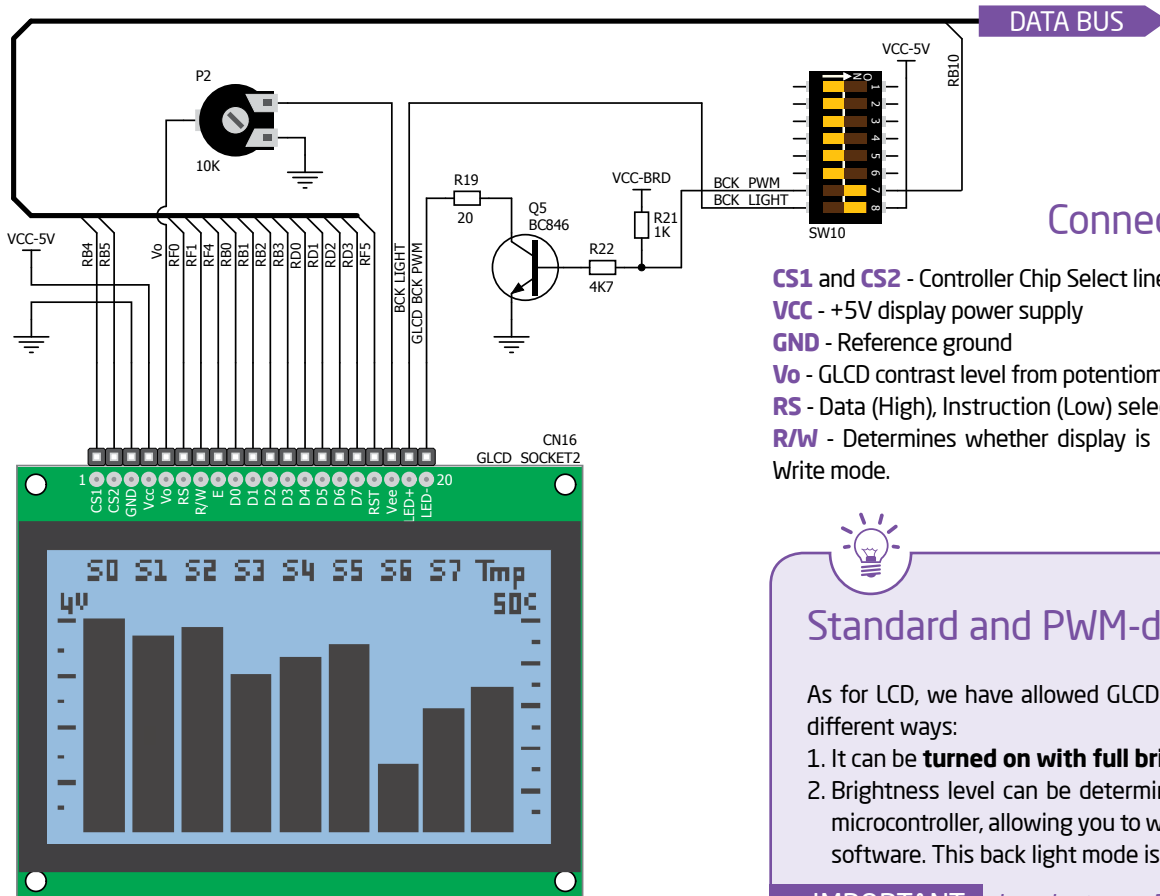 DATA BUS
VCC-5V
RB10
P2
10K
O
N
1
2
3
4
5
6
7
8
SW10
R19
20
Q5
BC846
VCC-BRD
R21
1K
R22
4K7
BCK PWM
BCK LIGHT
VCC-5V
RB4
RB5
Vo
RF0
RF1
RF4
RB0
RB1
RB2
RB3
RD0
RD1
RD2
RD3
RF5
BCK LIGHT
GLCD BCK PWM
CN16
GLCD SOCKET2
1
20
CS1
CS2
GND
Vcc
Vo
RS
R/W
E
D0
D1
D2
D3
D4
D5
D6
D7
RST
Vee
LED+
LED-
S0 S1 S2 S3 S4 S5 S6 S7 Tmp
4V
50C
Connec
CS1 and CS2 - Controller Chip Select line
VCC - +5V display power supply
GND - Reference ground
Vo - GLCD contrast level from potentiom
RS - Data (High), Instruction (Low) selec
R/W - Determines whether display is
Write mode.
Standard and PWM-d
As for LCD, we have allowed GLCD
different ways:
1. It can be turned on with full bri
2. Brightness level can be determin
microcontroller, allowing you to w
software. This back light mode is
IMPORTANT